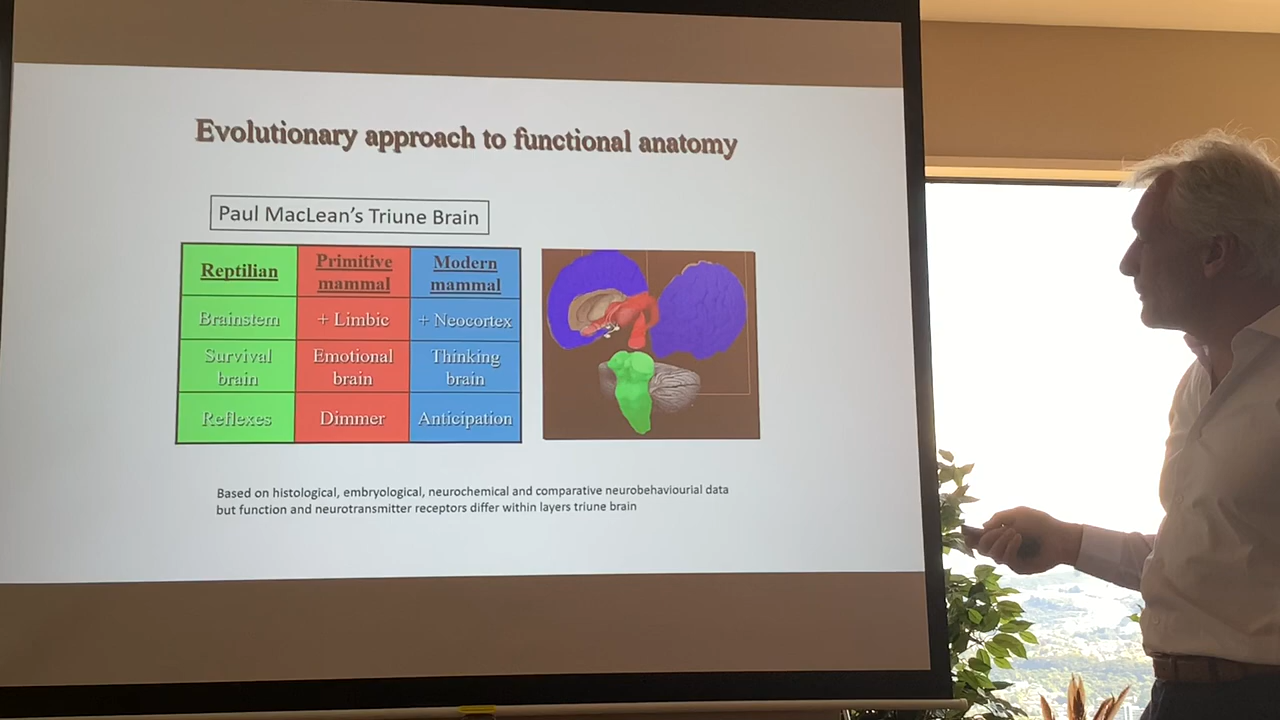 Evolutionary approach to functional anatomy
Paul MacLean's Triune Brain
Reptilian
Primitive
mammal
Modern
mammal
Brainstem
+ Limbic
+ Neocortex
Survival
brain
Emotional
brain
Thinking
brain
Reflexes
Dimmer
Anticipation
Based on histological, embryological, neurochemical and comparative neurobehaviourial data
but function and neurotransmitter receptors differ within layers triune brain